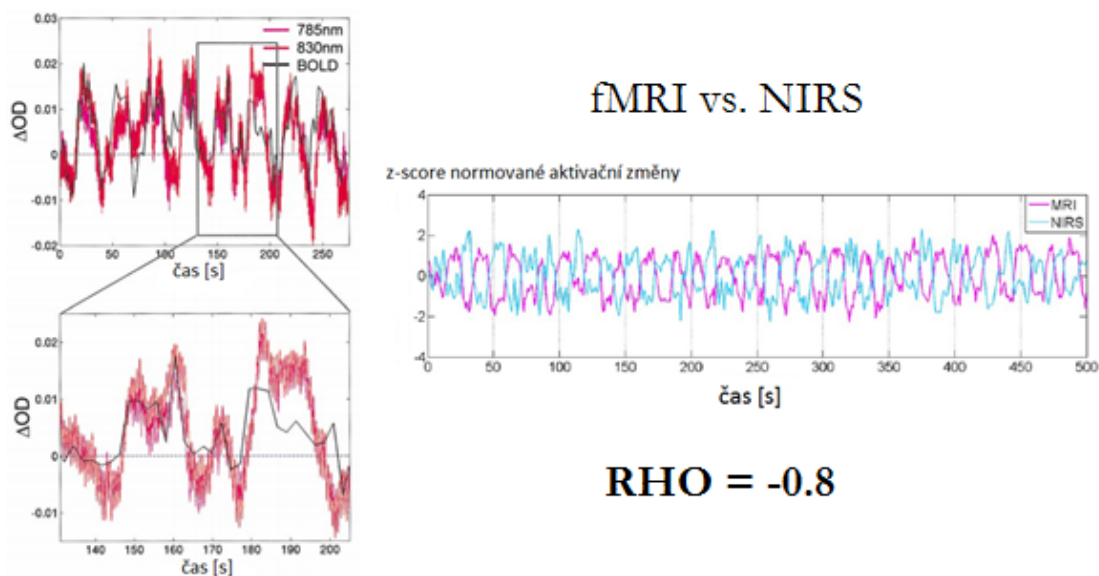 0.03
0.02
0.01
0
-0.01
0.02
ΔOD
785nm
830nm
BOLD
0 50 100 150 200 250
čas [s]
0.02
0.01
0
-0.01
ΔOD
140 150 160 170 180 190 200
čas [s]
fMRI vs. NIRS
z-score normované aktivační změny
4
2
0
-2
-4
MRI
NIRS
0 50 100 150 200 250 300 350 400 450 500
čas [s]
RHO = -0.8